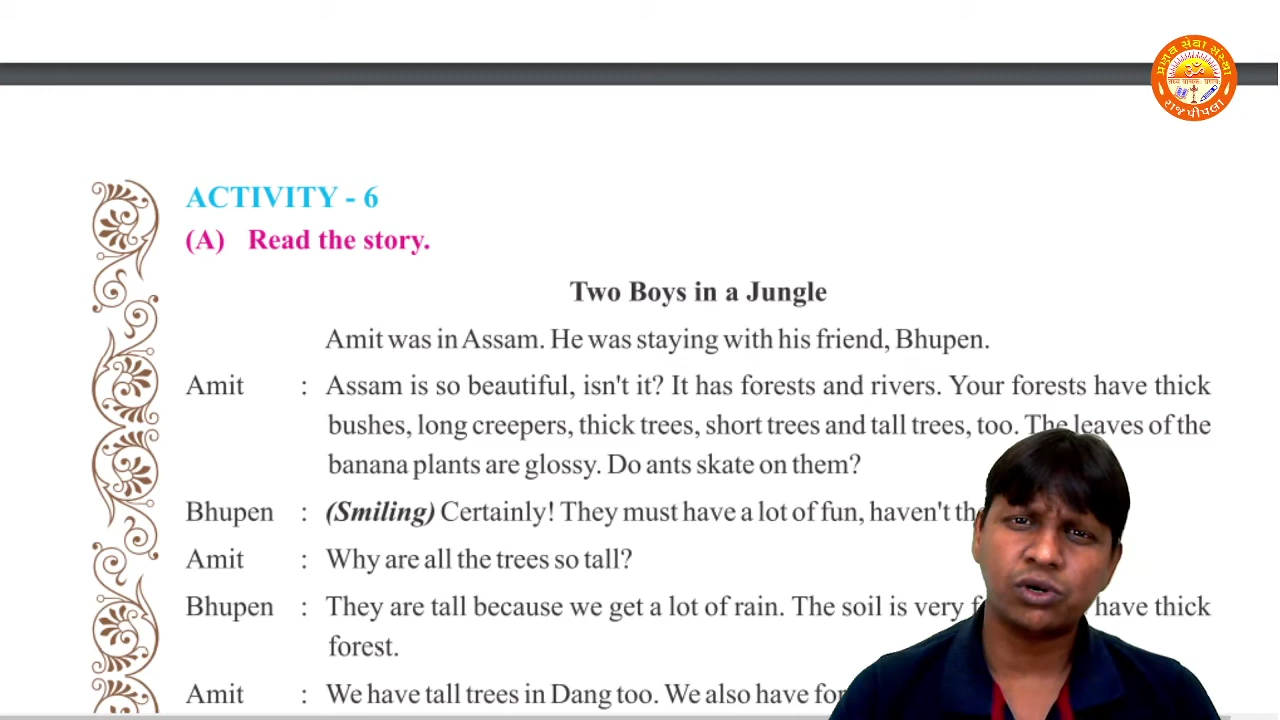 પ્રણવ સેવા સંસ્થા
રાજપીપલા
ACTIVITY - 6
(A) Read the story.
Two Boys in a Jungle
Amit was in Assam. He was staying with his friend, Bhupen.
Amit : Assam is so beautiful, isn't it? It has forests and rivers. Your forests have thick
bushes, long creepers, thick trees, short trees and tall trees, too. The leaves of the
banana plants are glossy. Do ants skate on them?
Bhupen : (Smiling) Certainly! They must have a lot of fun, haven't
Amit : Why are all the trees so tall?
Bhupen : They are tall because we get a lot of rain. The soil is very have thick
forest.
Amit : We have tall trees in Dang too. We also have